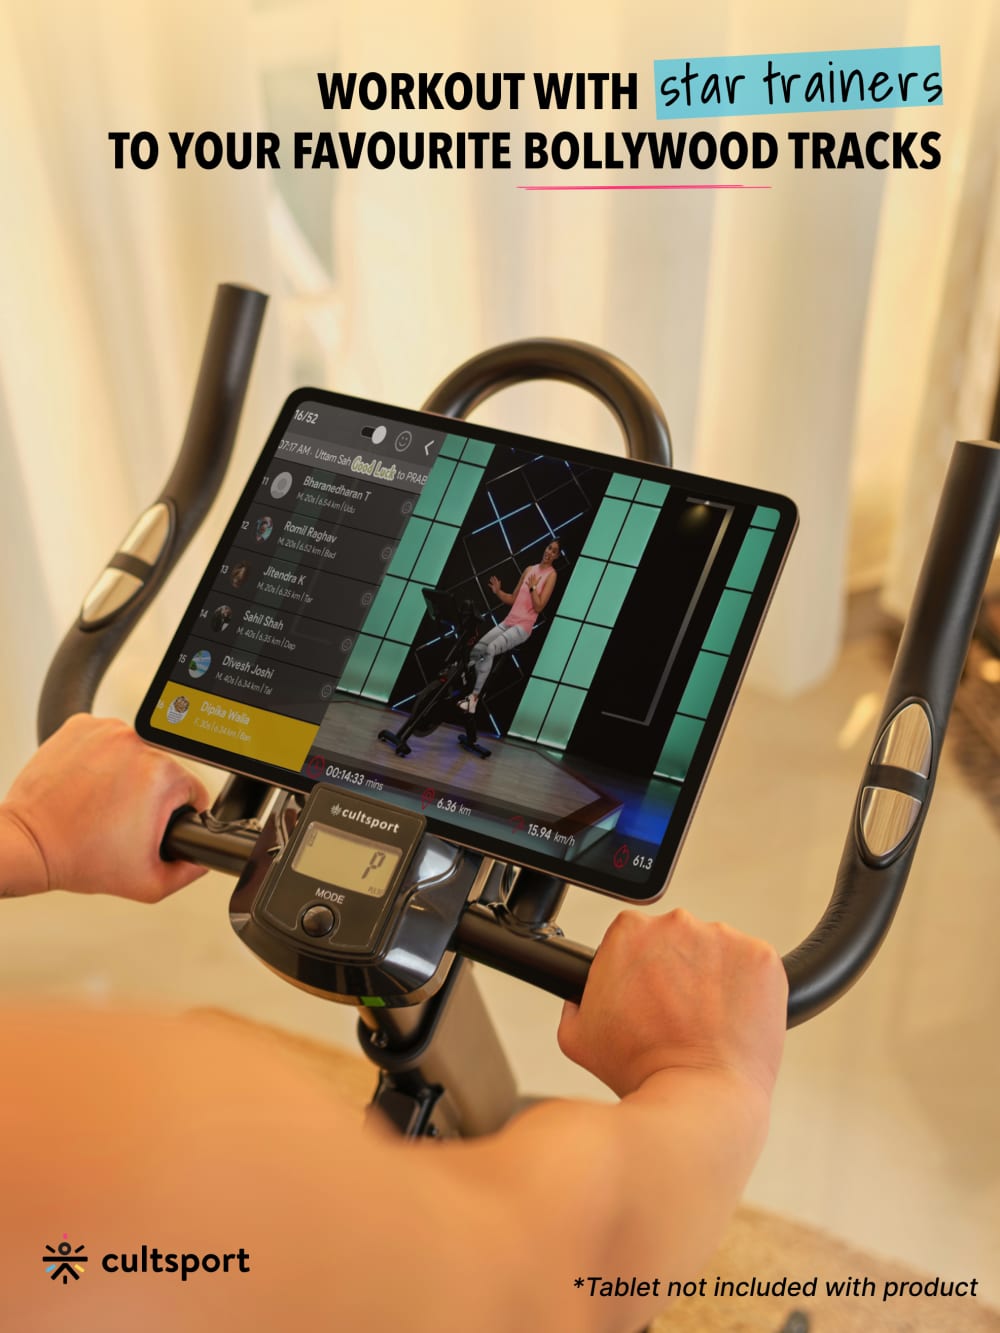 WORKOUT WITH star trainers
TO YOUR FAVOURITE BOLLYWOOD TRACKS
16/52
07:17 AM · Uttam Sah Good Luck to PRAB
11 Bharanedharan T
M, 20s | 6.54 km | Udu
12 Romil Raghav
M, 20s | 6.52 km | Bad
13 Jitendra K
M, 20s | 6.35 km | Tar
14 Sahil Shah
M, 40s | 6.35 km | Dep
15 Divesh Joshi
M, 40s | 6.34 km | Tal
16 Dipika Walia
F, 30s | 6.34 km | Ban
00:14:33 mins
6.36 km
15.94 km/h
61.3
cultsport
P
MODE
cultsport
*Tablet not included with product